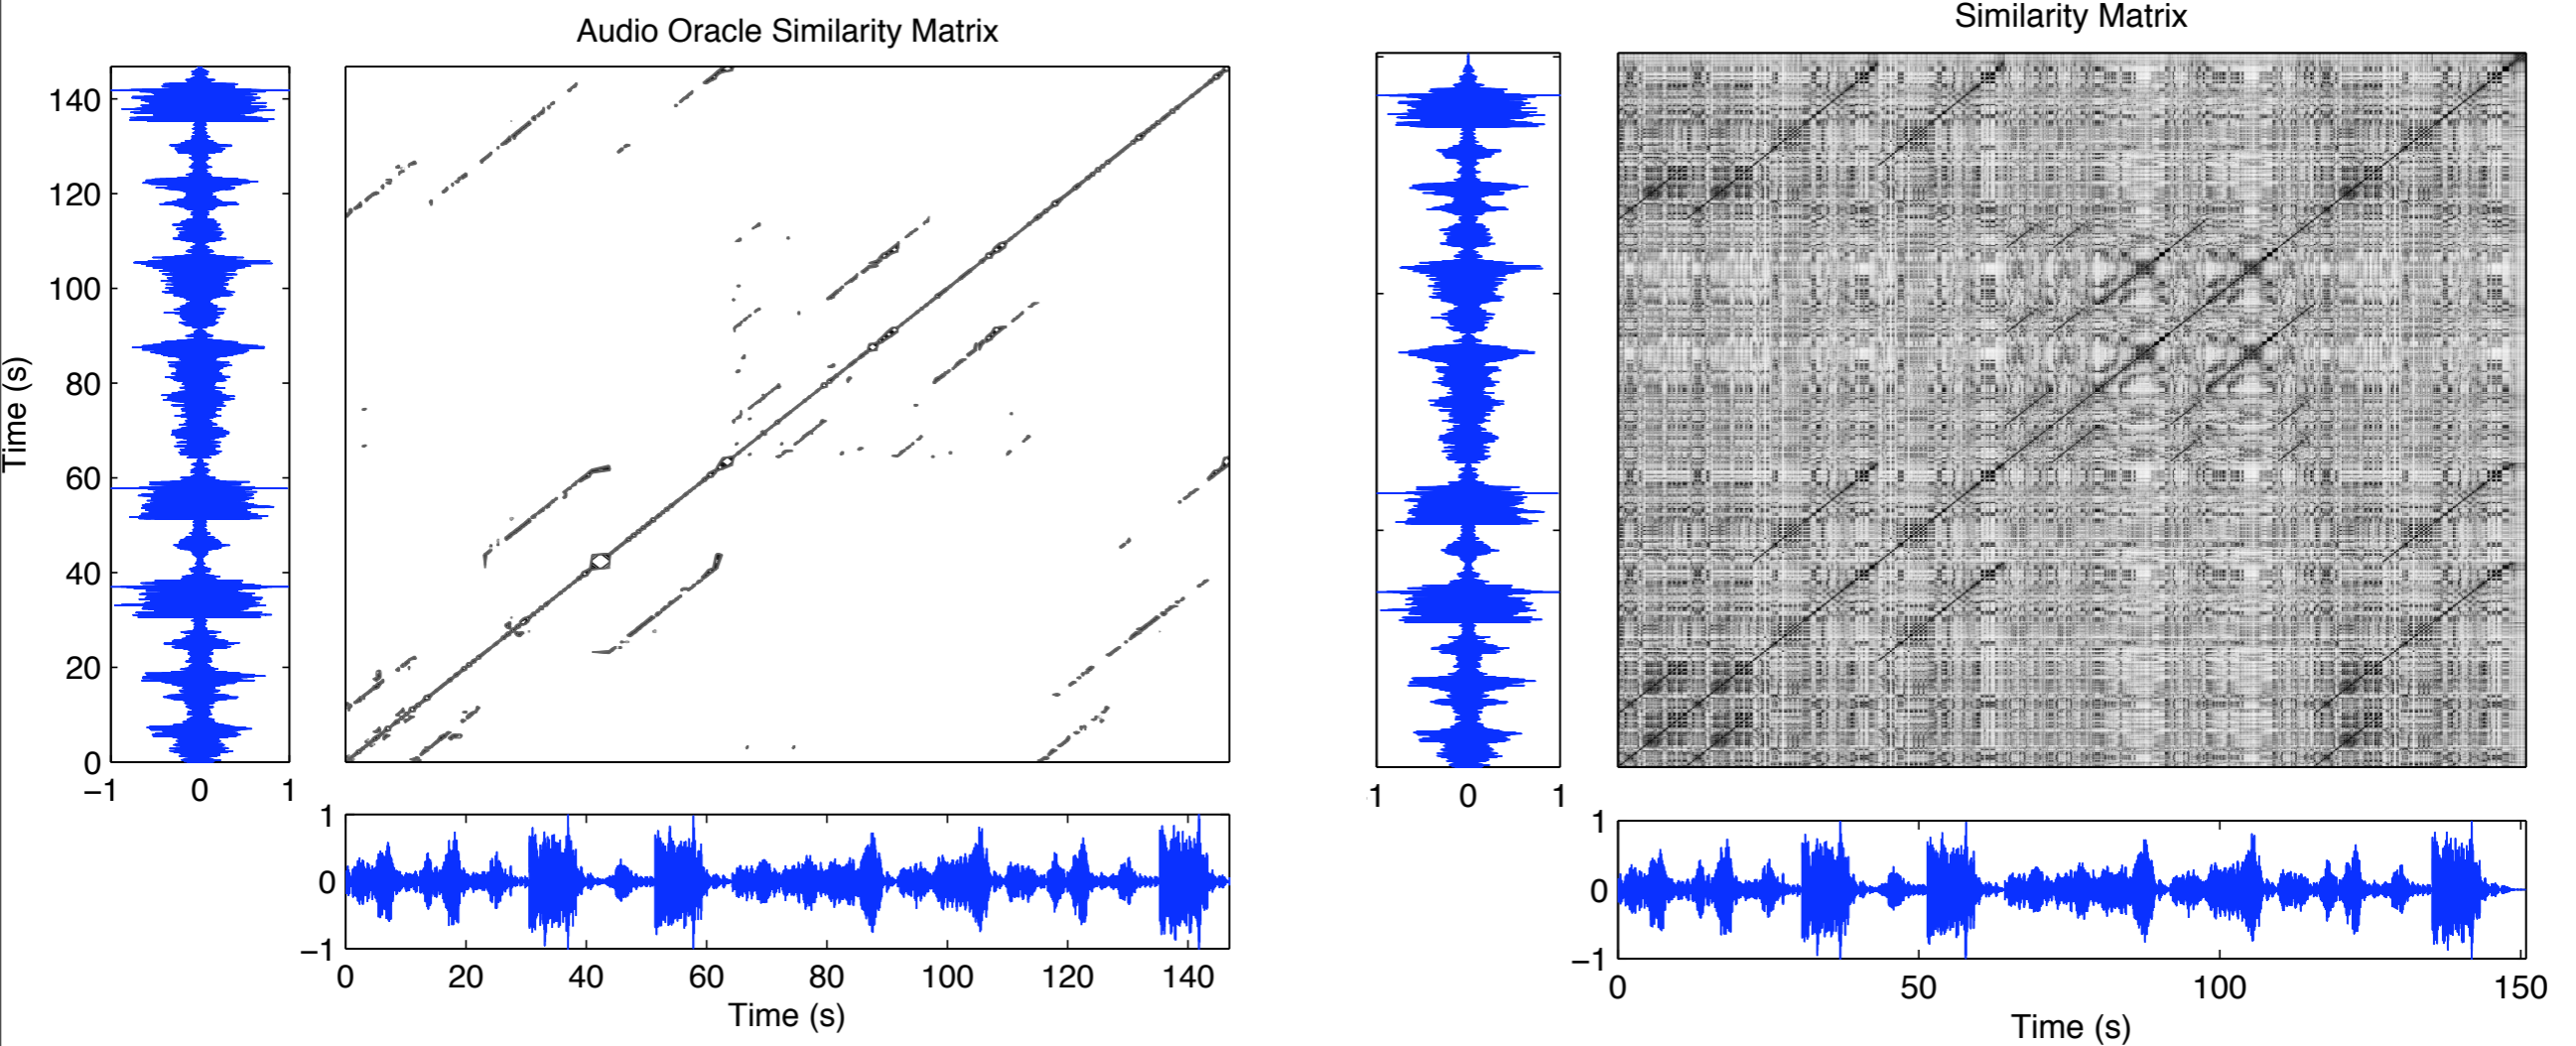 Audio Oracle Similarity Matrix
140
120
100
80
60
40
20
0
Time (s)
−1 0 1
1
0
−1
0 20 40 60 80 100 120 140
Time (s)
Similarity Matrix
1 0 1
1
0
−1
0 50 100 150
Time (s)